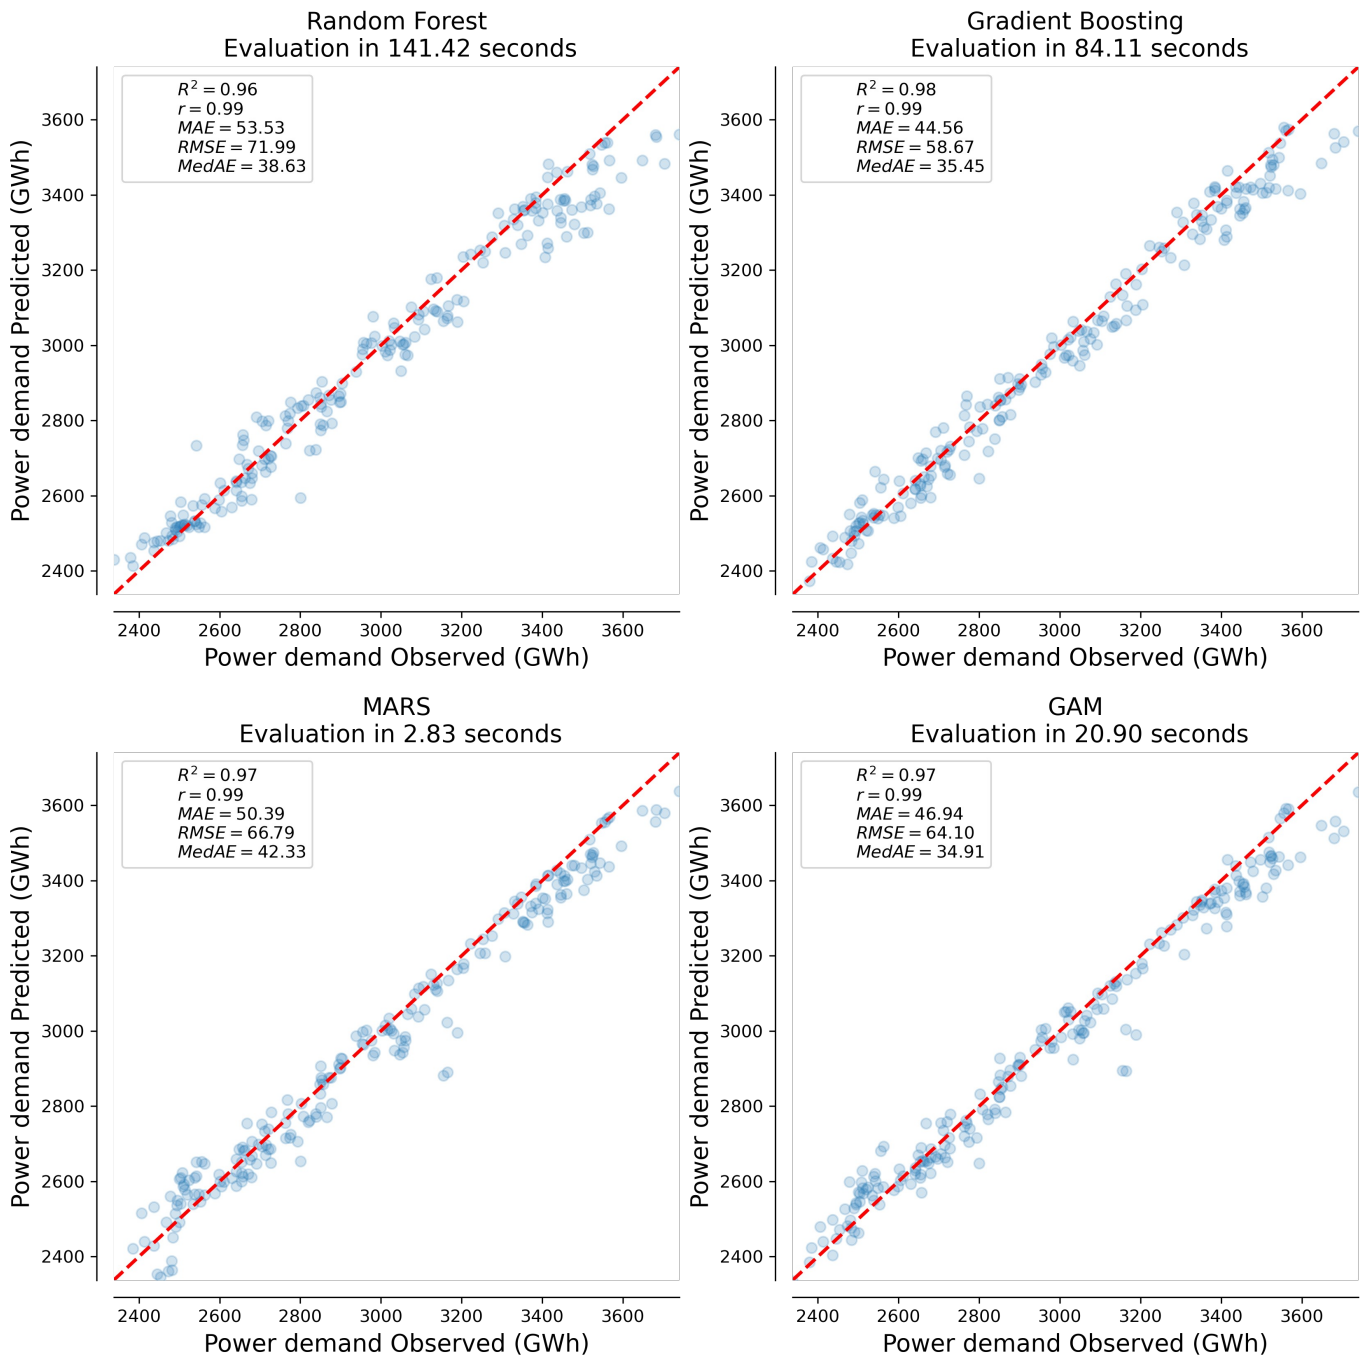 Random Forest
Evaluation in 141.42 seconds
R² = 0.96
r = 0.99
MAE = 53.53
RMSE = 71.99
MedAE = 38.63
Power demand Predicted (GWh)
3600
3400
3200
3000
2800
2600
2400
2400 2600 2800 3000 3200 3400 3600
Power demand Observed (GWh)
Gradient Boosting
Evaluation in 84.11 seconds
R² = 0.98
r = 0.99
MAE = 44.56
RMSE = 58.67
MedAE = 35.45
Power demand Predicted (GWh)
3600
3400
3200
3000
2800
2600
2400
2400 2600 2800 3000 3200 3400 3600
Power demand Observed (GWh)
MARS
Evaluation in 2.83 seconds
R² = 0.97
r = 0.99
MAE = 50.39
RMSE = 66.79
MedAE = 42.33
Power demand Predicted (GWh)
3600
3400
3200
3000
2800
2600
2400
2400 2600 2800 3000 3200 3400 3600
Power demand Observed (GWh)
GAM
Evaluation in 20.90 seconds
R² = 0.97
r = 0.99
MAE = 46.94
RMSE = 64.10
MedAE = 34.91
Power demand Predicted (GWh)
3600
3400
3200
3000
2800
2600
2400
2400 2600 2800 3000 3200 3400 3600
Power demand Observed (GWh)